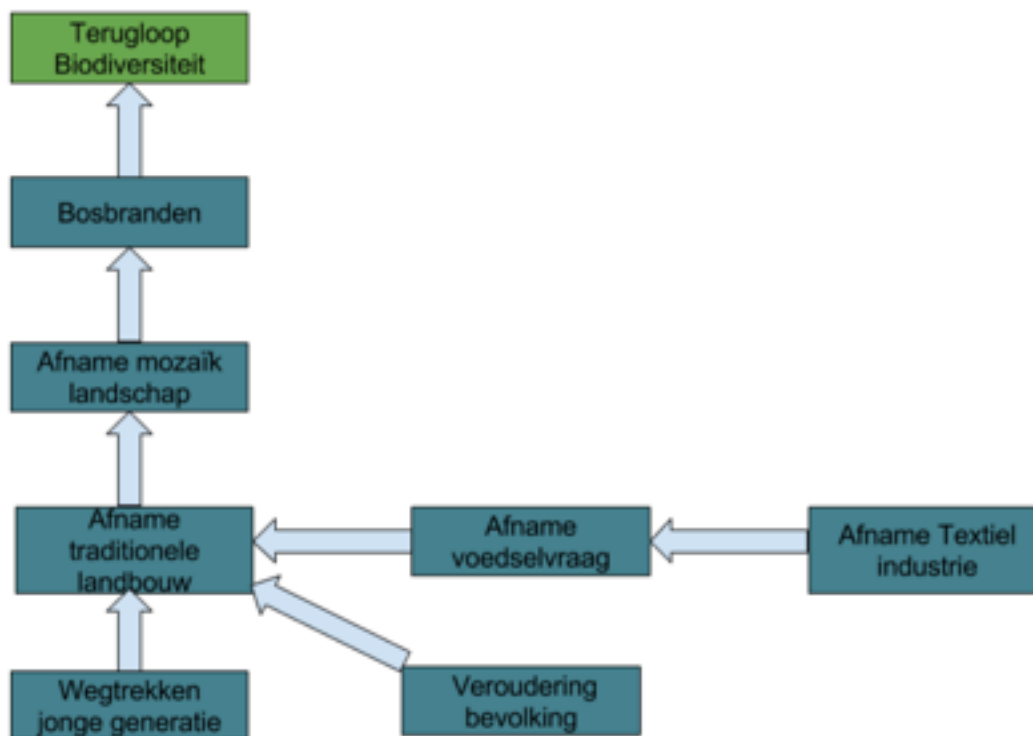 Terugloop
Biodiversiteit
Bosbranden
Afname mozaïk
landschap
Afname
traditionele
landbouw
Afname
voedselvraag
Afname Textiel
industrie
Wegtrekken
jonge generatie
Veroudering
bevolking